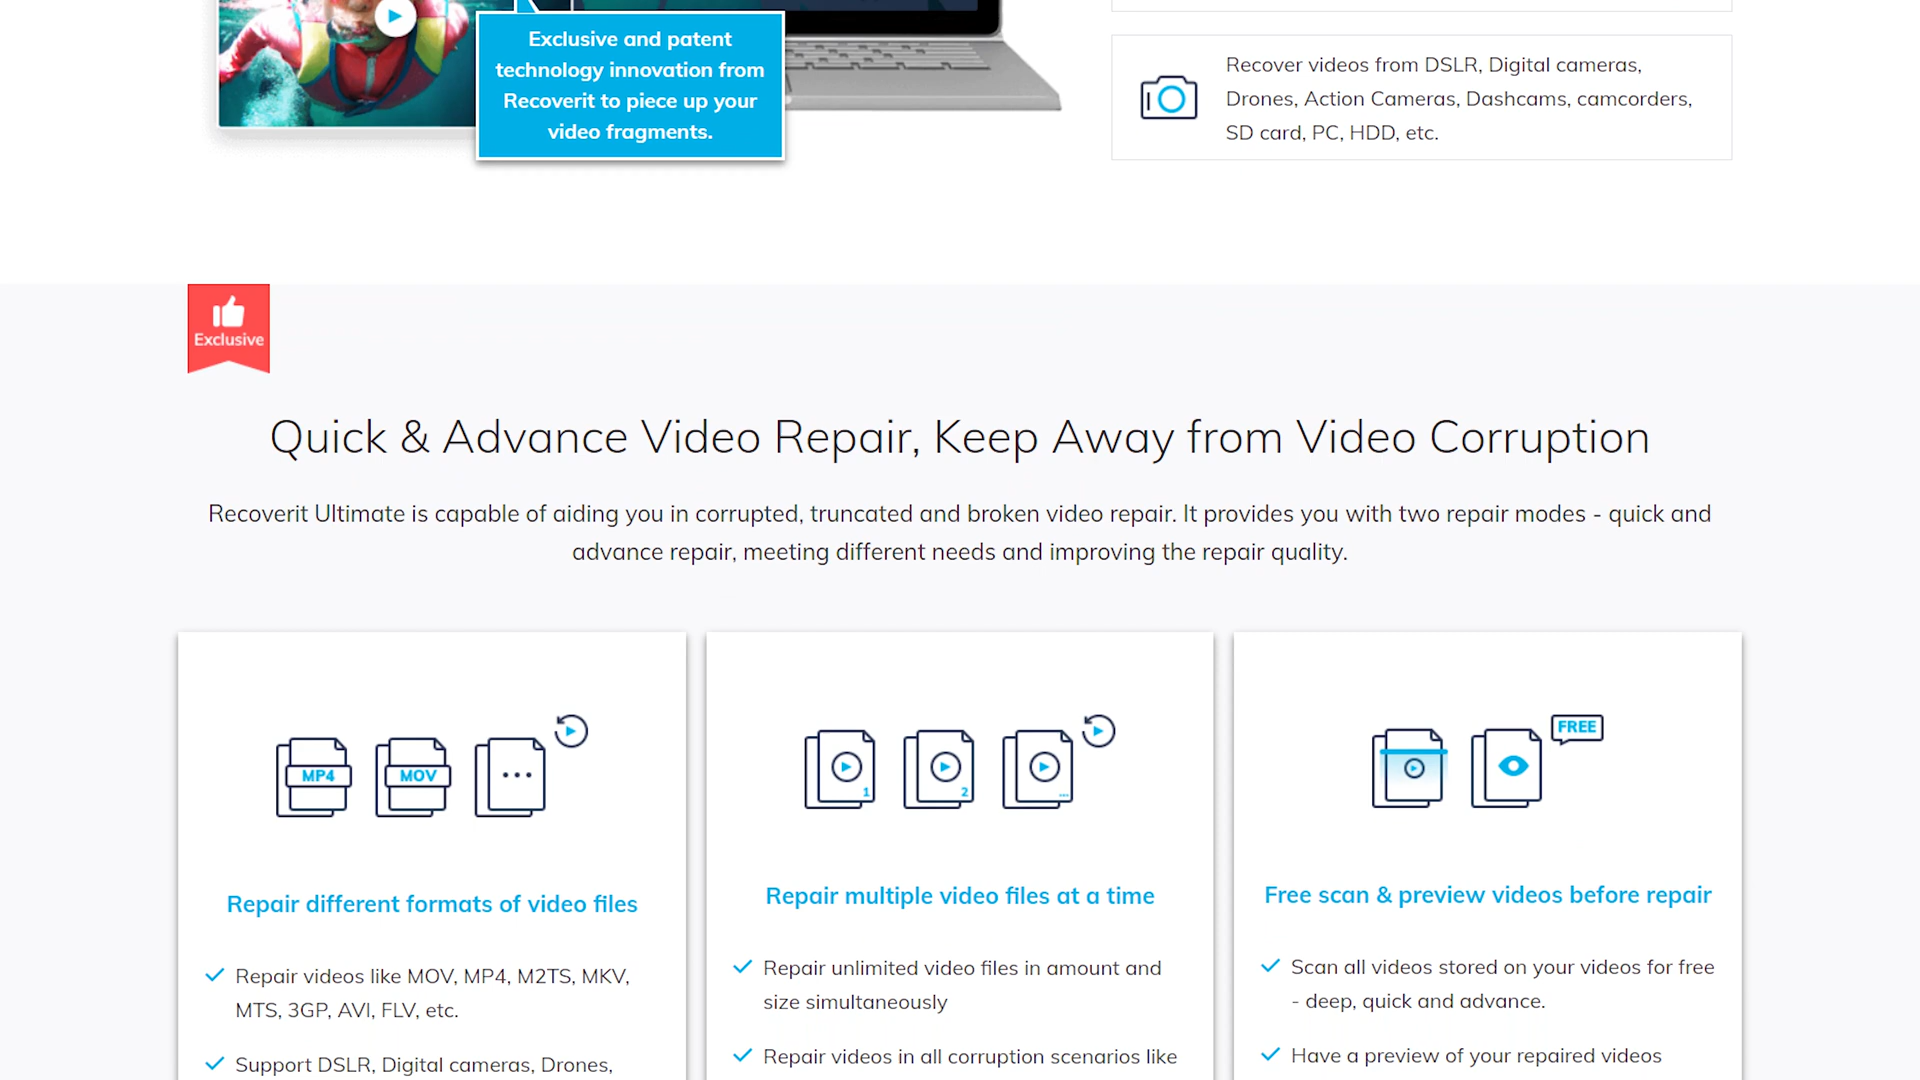 Exclusive and patent
technology innovation from
Recoverit to piece up your
video fragments.
Recover videos from DSLR, Digital cameras,
Drones, Action Cameras, Dashcams, camcorders,
SD card, PC, HDD, etc.
Exclusive
Quick & Advance Video Repair, Keep Away from Video Corruption
Recoverit Ultimate is capable of aiding you in corrupted, truncated and broken video repair. It provides you with two repair modes - quick and
advance repair, meeting different needs and improving the repair quality.
MP4
MOV
Repair different formats of video files
Repair videos like MOV, MP4, M2TS, MKV,
MTS, 3GP, AVI, FLV, etc.
Support DSLR, Digital cameras, Drones,
1
2
...
Repair multiple video files at a time
Repair unlimited video files in amount and
size simultaneously
Repair videos in all corruption scenarios like
FREE
Free scan & preview videos before repair
Scan all videos stored on your videos for free
- deep, quick and advance.
Have a preview of your repaired videos